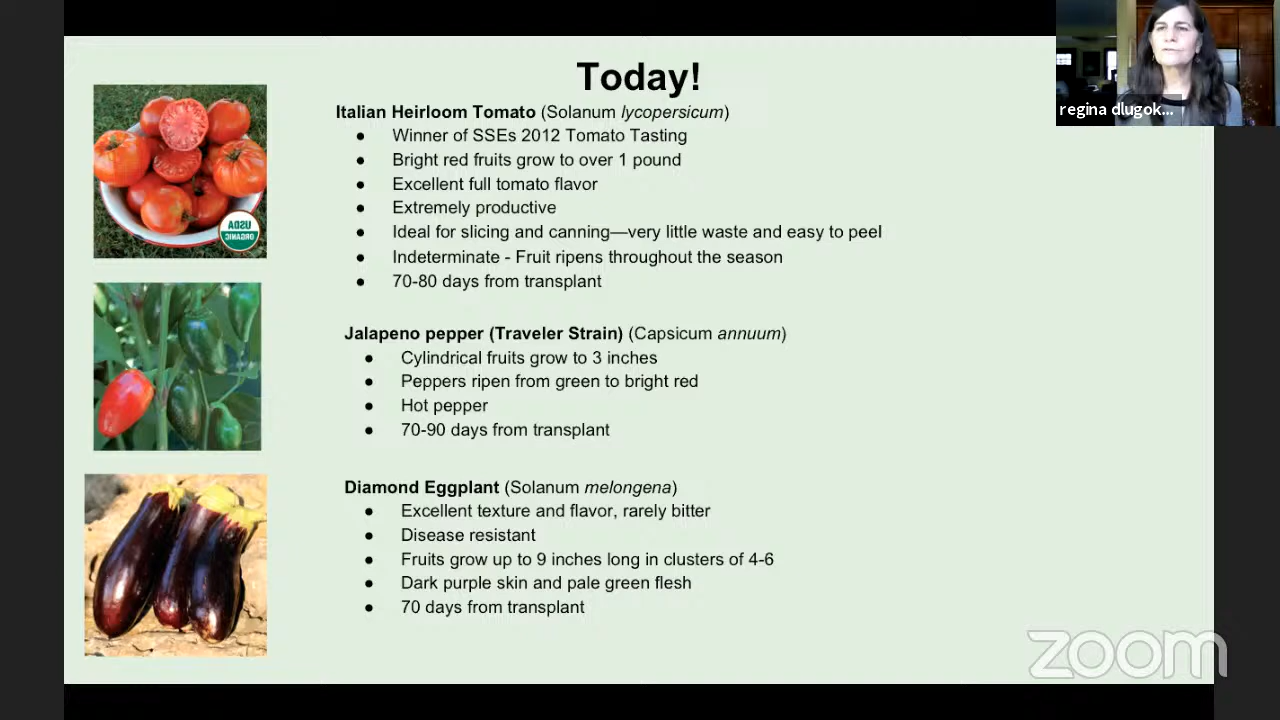 Today!
regina dlugok...
Italian Heirloom Tomato (Solanum lycopersicum)
● Winner of SSEs 2012 Tomato Tasting
● Bright red fruits grow to over 1 pound
● Excellent full tomato flavor
● Extremely productive
● Ideal for slicing and canning—very little waste and easy to peel
● Indeterminate - Fruit ripens throughout the season
● 70-80 days from transplant
USDA
ORGANIC
Jalapeno pepper (Traveler Strain) (Capsicum annuum)
● Cylindrical fruits grow to 3 inches
● Peppers ripen from green to bright red
● Hot pepper
● 70-90 days from transplant
Diamond Eggplant (Solanum melongena)
● Excellent texture and flavor, rarely bitter
● Disease resistant
● Fruits grow up to 9 inches long in clusters of 4-6
● Dark purple skin and pale green flesh
● 70 days from transplant
zoom